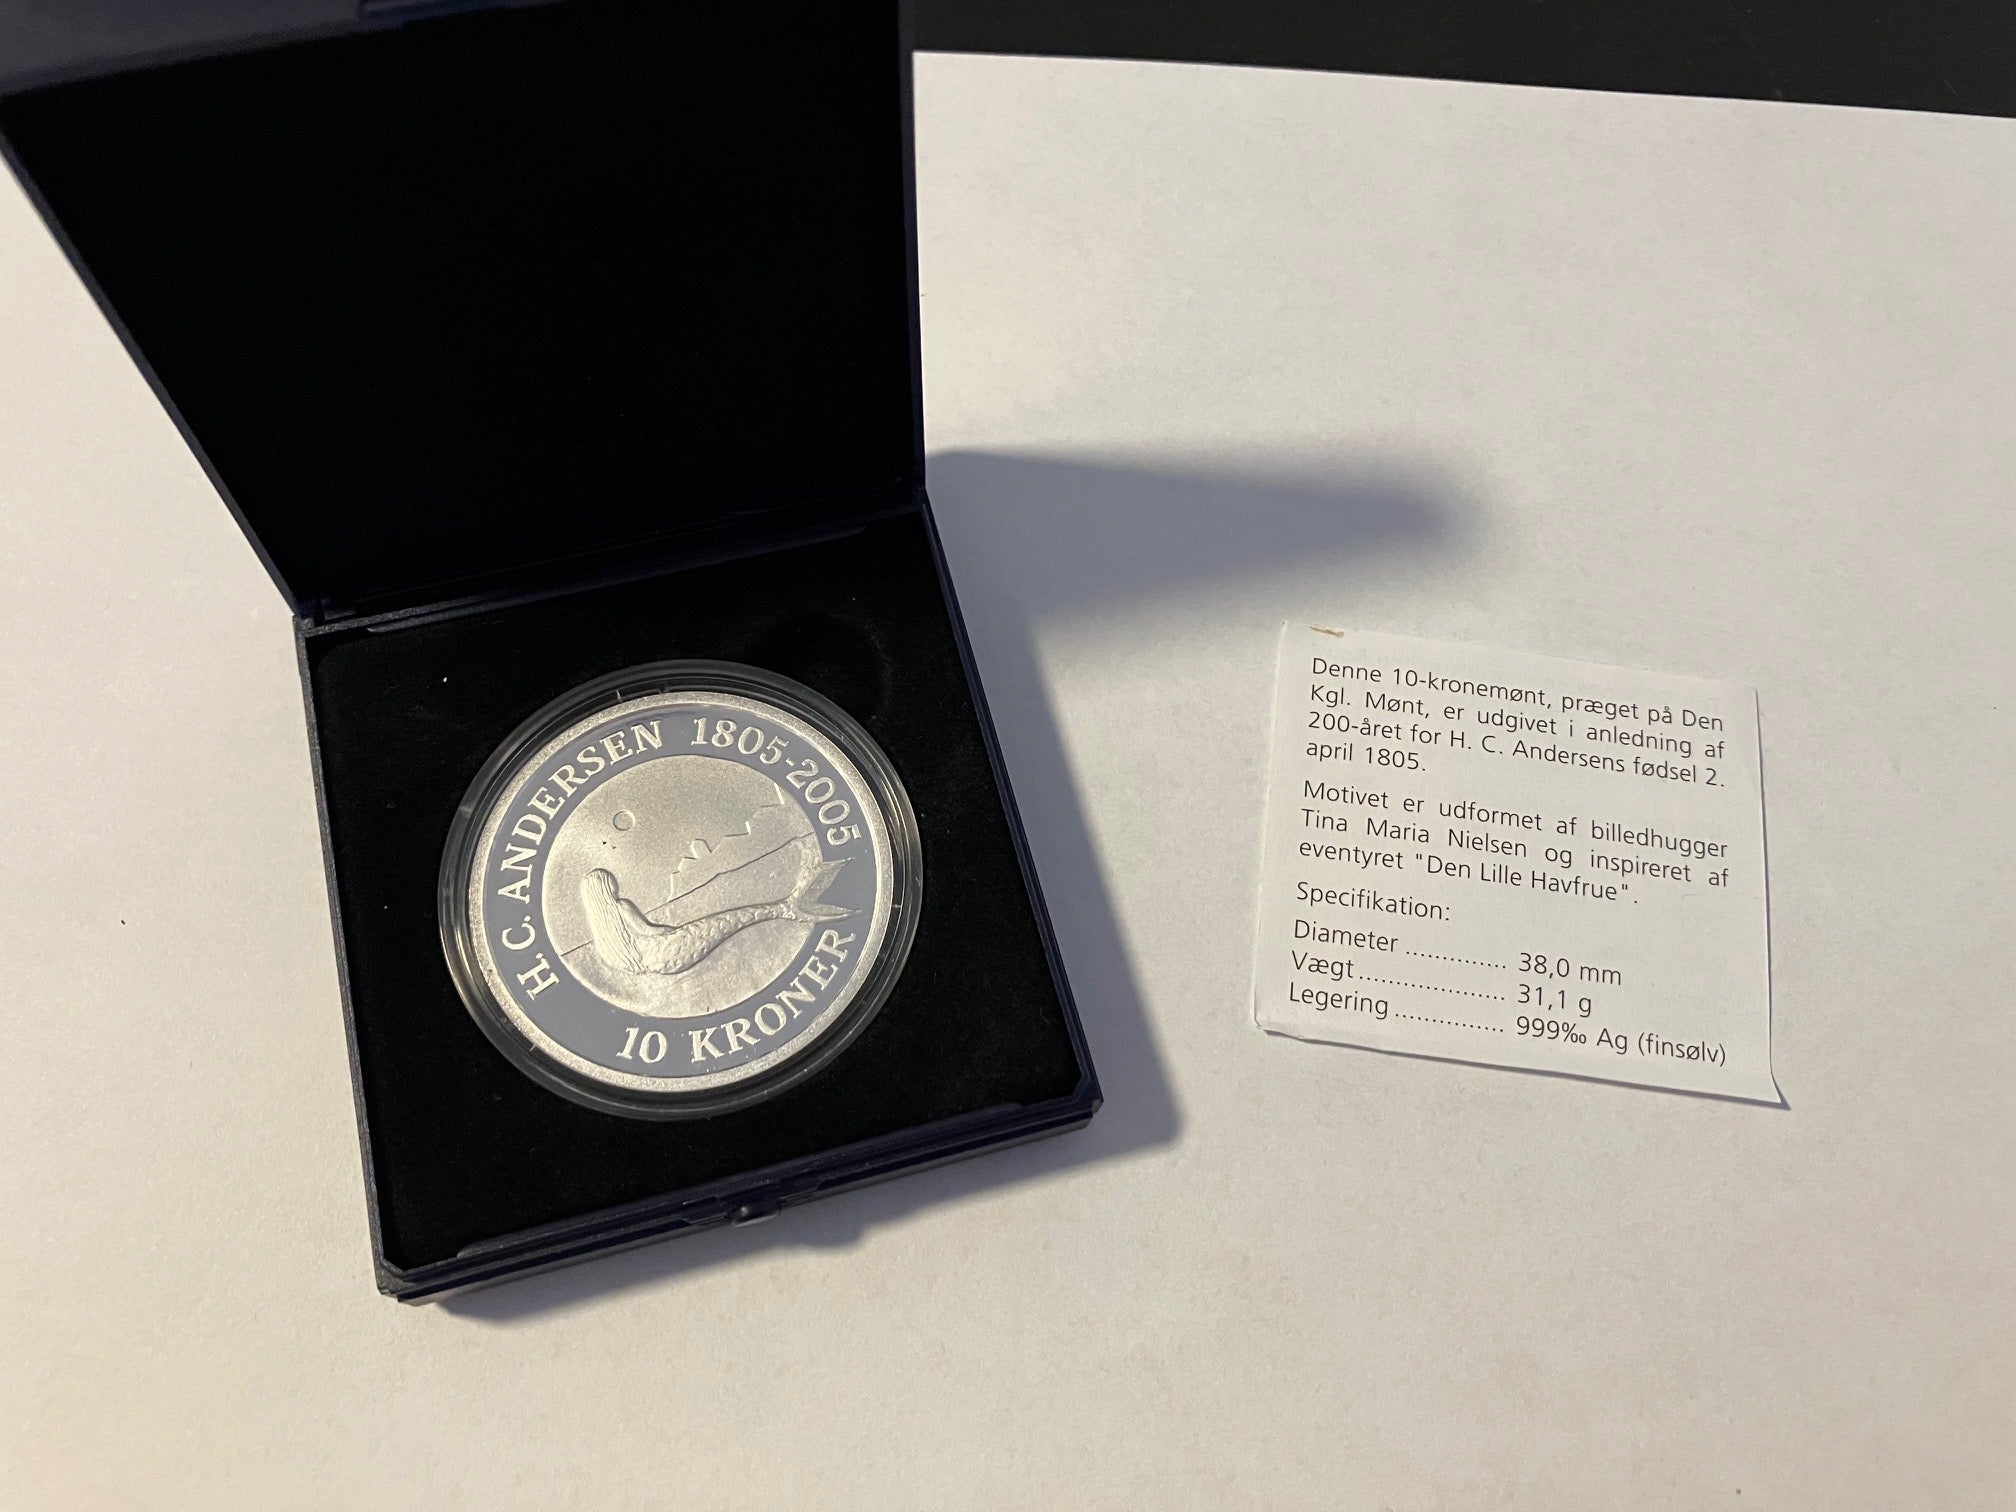 H.C. ANDERSEN 1805-2005
10 KRONER
Denne 10-kronemønt, præget på Den
Kgl. Mønt, er udgivet i anledning af
200-året for H. C. Andersens fødsel 2.
april 1805.
Motivet er udformet af billedhugger
Tina Maria Nielsen og inspireret af
eventyret "Den Lille Havfrue".
Specifikation:
Diameter .............. 38,0 mm
Vægt.................... 31,1 g
Legering ............... 999‰ Ag (finsølv)